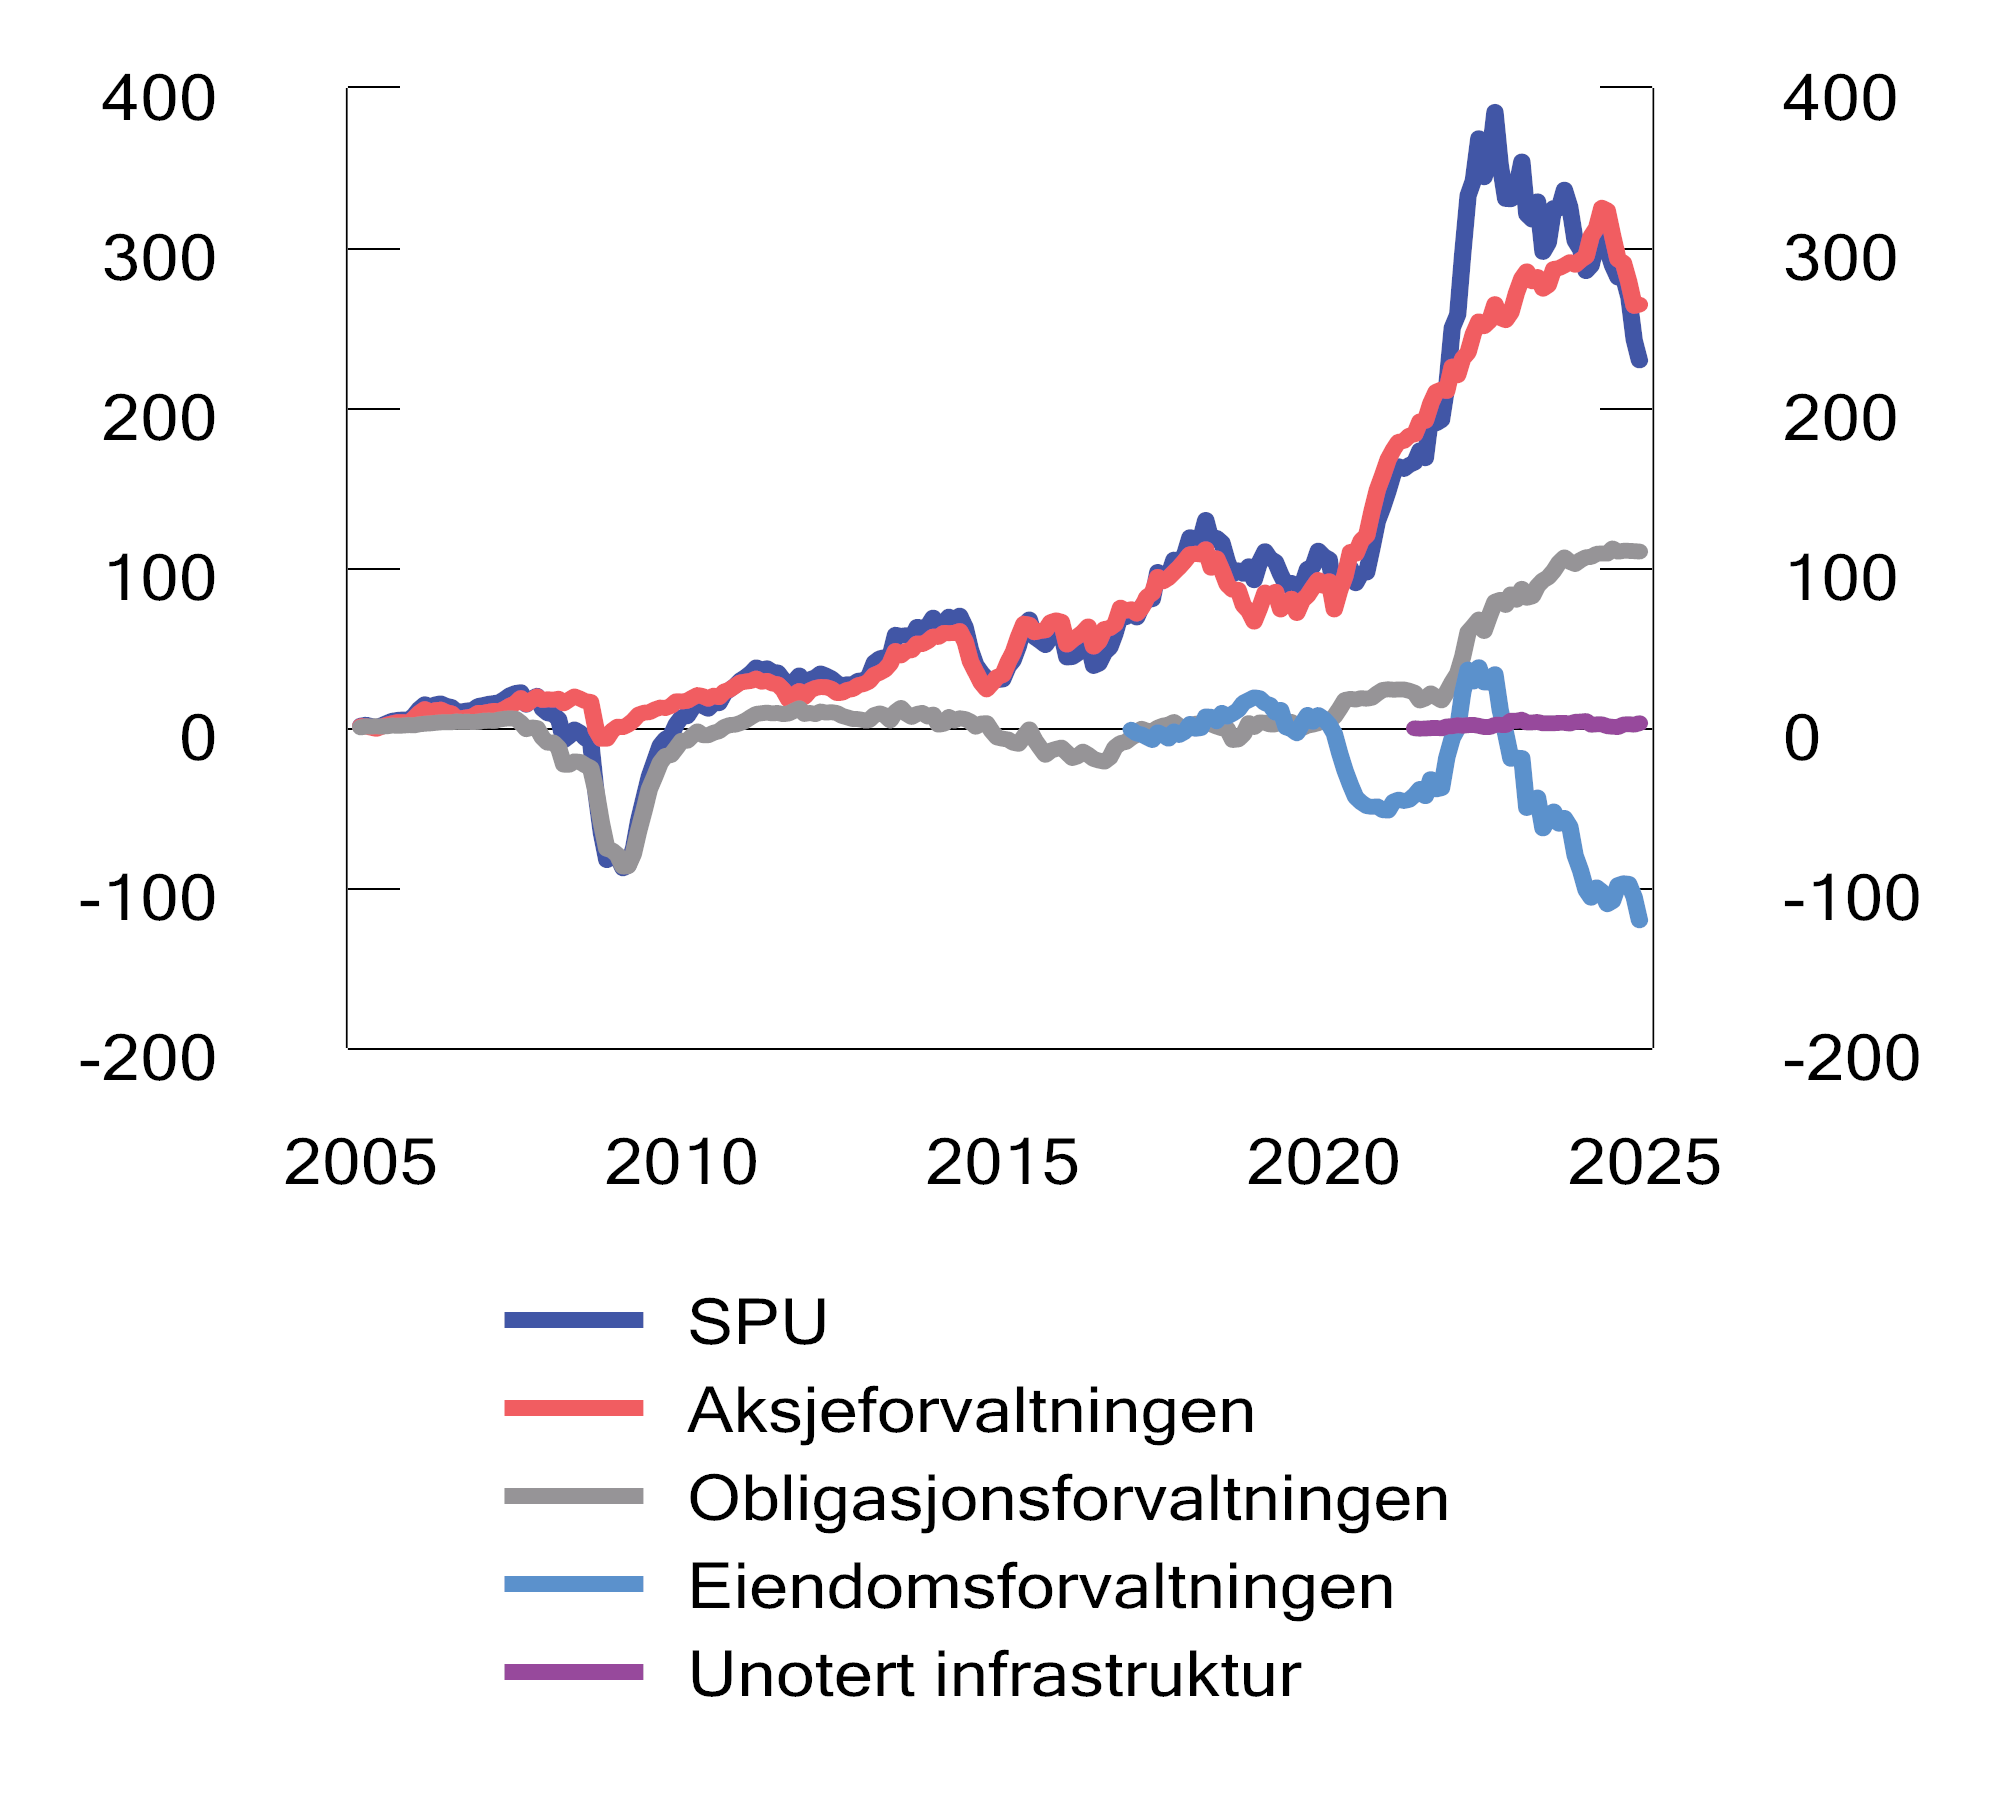 400 400
300 300
200 200
100 100
0 0
-100 -100
-200 -200
2005 2010 2015 2020 2025
SPU
Aksjeforvaltningen
Obligasjonsforvaltningen
Eiendomsforvaltningen
Unotert infrastruktur